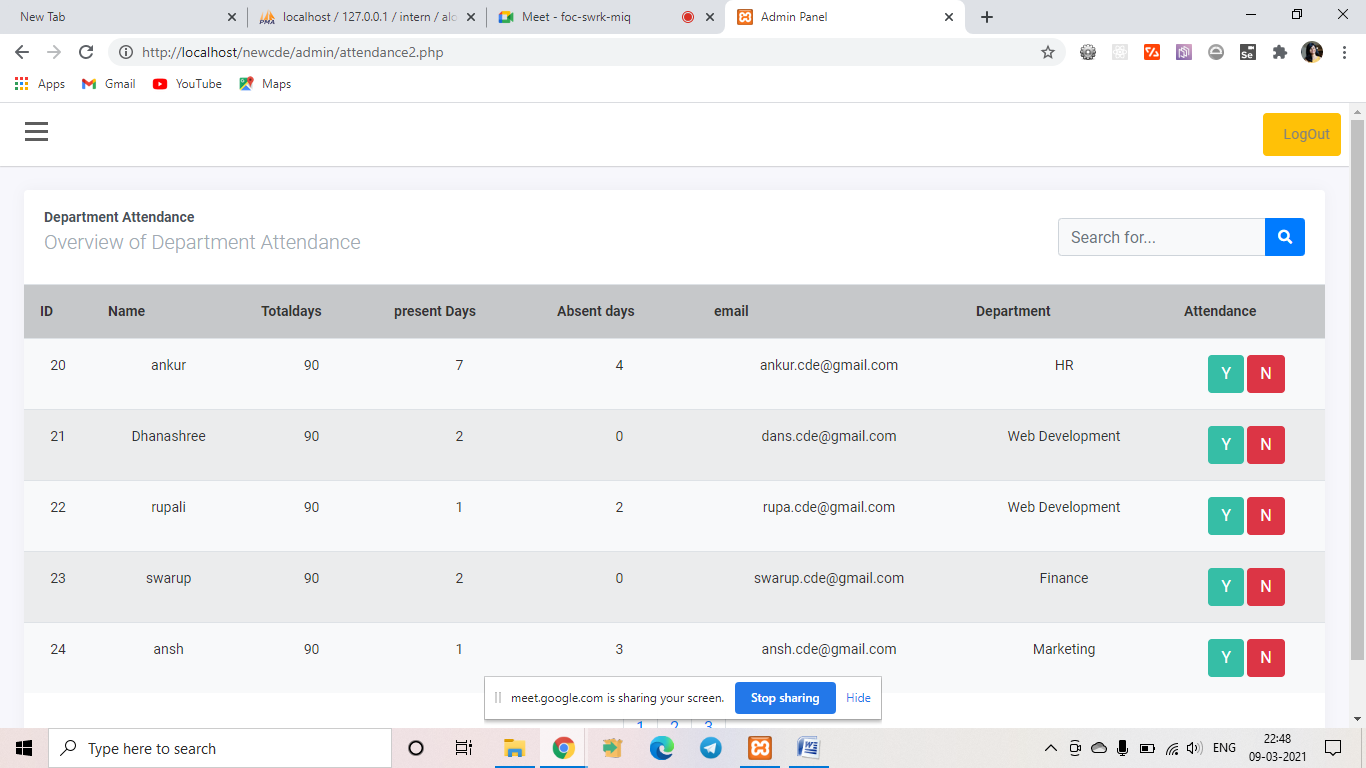 New Tab
localhost / 127.0.0.1 / intern / alo
Meet - foc-swrk-miq
Admin Panel
http://localhost/newcde/admin/attendance2.php
Apps Gmail YouTube Maps
LogOut
Department Attendance
Overview of Department Attendance
Search for...
ID Name Totaldays present Days Absent days email Department Attendance
20 ankur 90 7 4 ankur.cde@gmail.com HR Y N
21 Dhanashree 90 2 0 dans.cde@gmail.com Web Development Y N
22 rupali 90 1 2 rupa.cde@gmail.com Web Development Y N
23 swarup 90 2 0 swarup.cde@gmail.com Finance Y N
24 ansh 90 1 3 ansh.cde@gmail.com Marketing Y N
meet.google.com is sharing your screen. Stop sharing Hide
1 2 3
Type here to search
ENG
22:48
09-03-2021